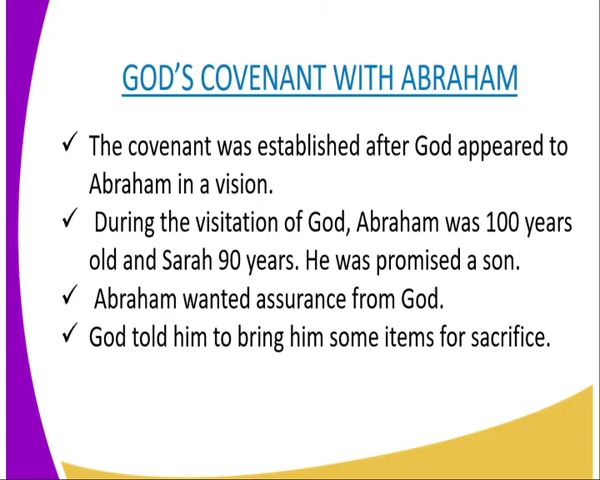 GOD'S COVENANT WITH ABRAHAM
✓ The covenant was established after God appeared to
Abraham in a vision.
✓ During the visitation of God, Abraham was 100 years
old and Sarah 90 years. He was promised a son.
✓ Abraham wanted assurance from God.
✓ God told him to bring him some items for sacrifice.